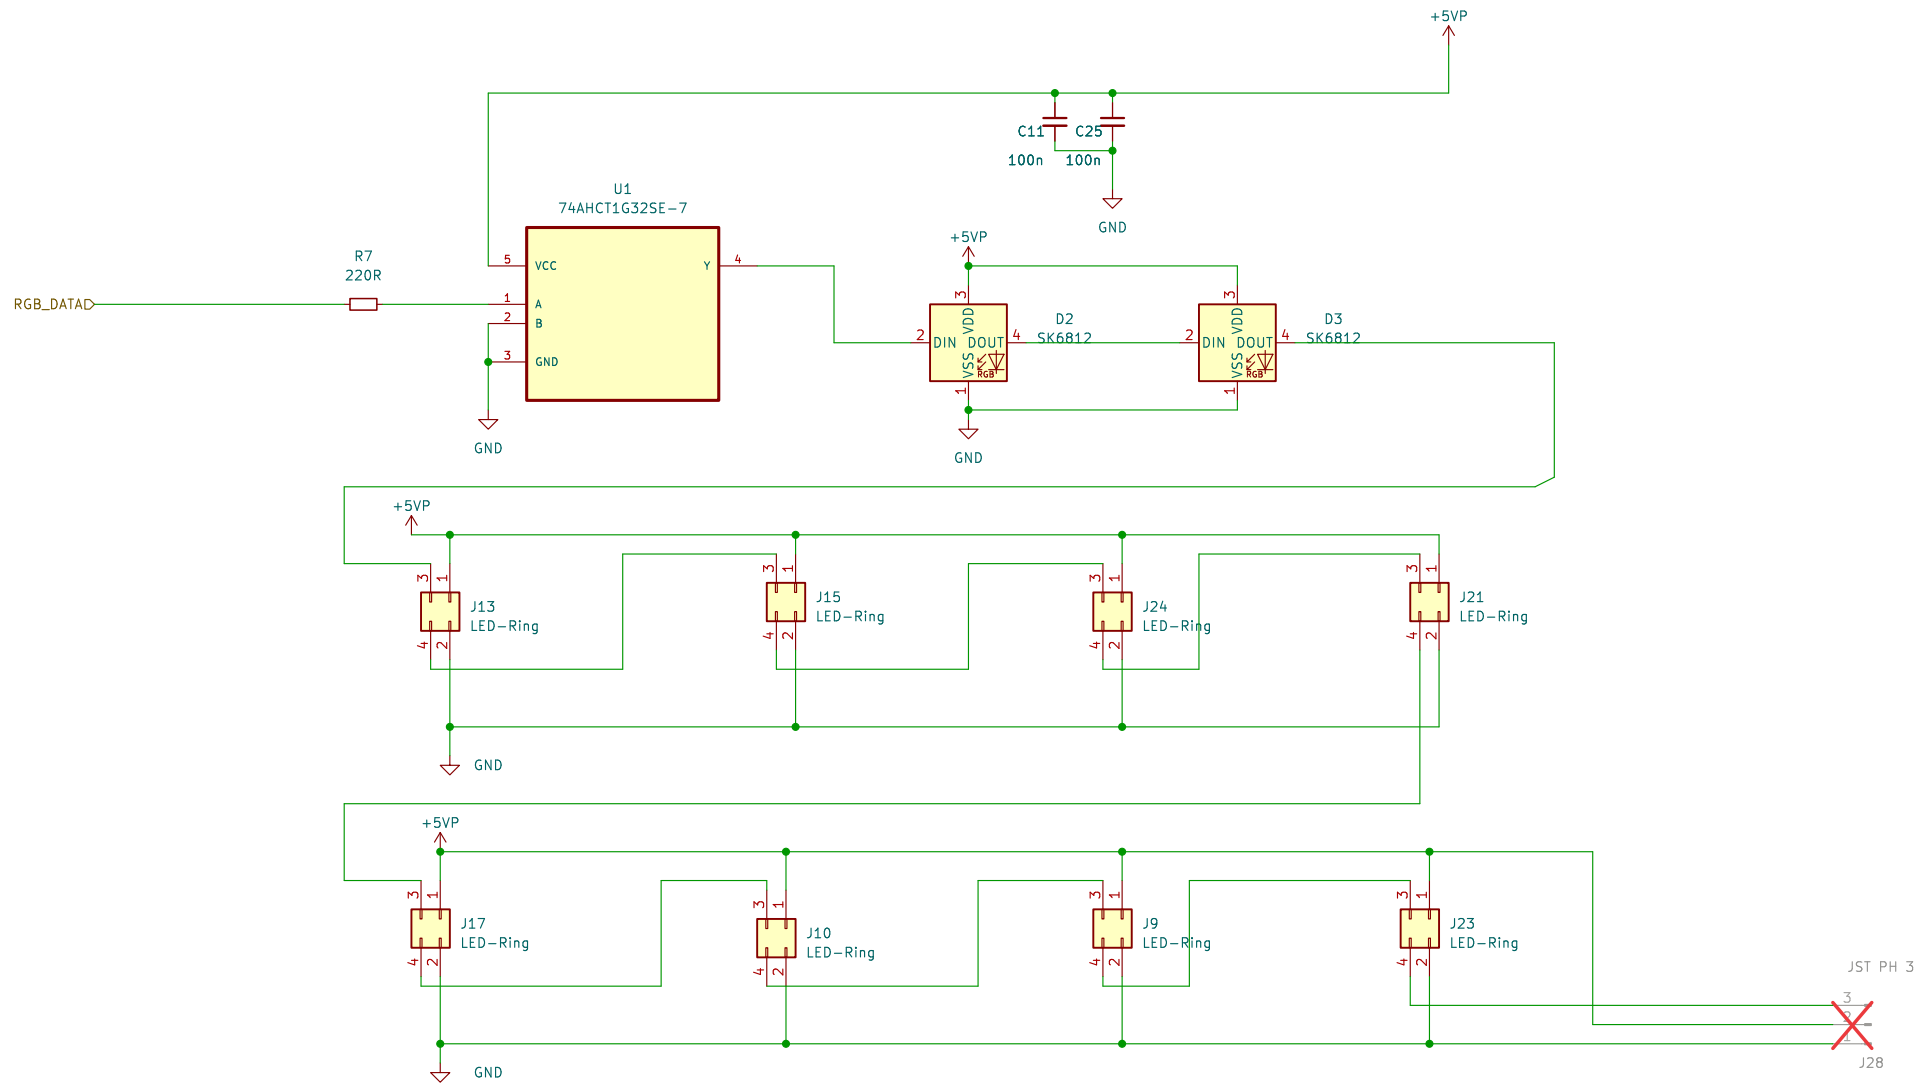 +5VP
C11
C25
100n
100n
GND
U1
74AHCT1G32SE-7
5
VCC
Y
4
1
A
2
B
3
GND
R7
220R
RGB_DATA
GND
+5VP
3
VDD
D2
SK6812
2
DIN
DOUT
4
VSS
RGB
1
3
VDD
D3
SK6812
2
DIN
DOUT
4
VSS
RGB
1
GND
+5VP
3
1
J13
LED-Ring
4
2
3
1
J15
LED-Ring
4
2
3
1
J24
LED-Ring
4
2
3
1
J21
LED-Ring
4
2
GND
+5VP
3
1
J17
LED-Ring
4
2
3
1
J10
LED-Ring
4
2
3
1
J9
LED-Ring
4
2
3
1
J23
LED-Ring
4
2
JST PH 3
3
2
1
J28
GND